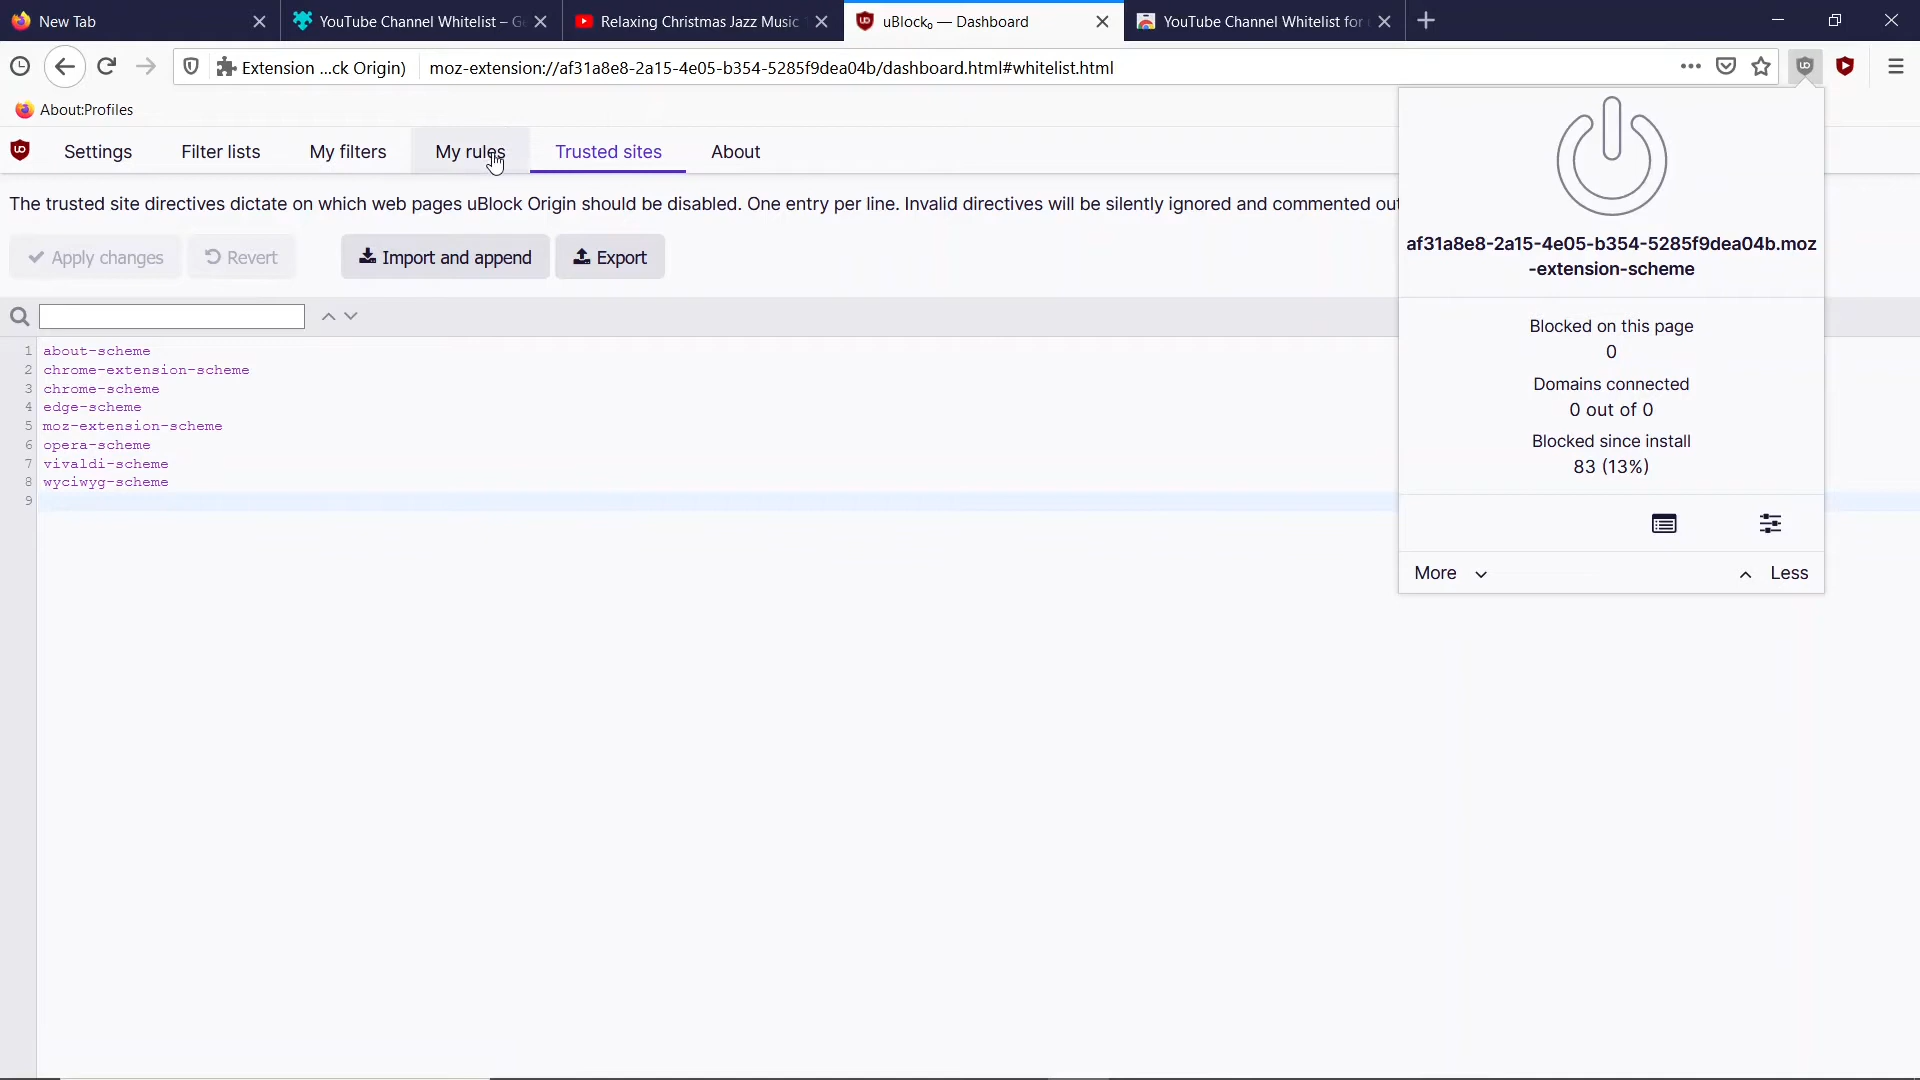 New Tab
YouTube Channel Whitelist – G
Relaxing Christmas Jazz Music
uBlock₀ — Dashboard
YouTube Channel Whitelist for
Extension ...ck Origin)
moz-extension://af31a8e8-2a15-4e05-b354-5285f9dea04b/dashboard.html#whitelist.html
About:Profiles
Settings
Filter lists
My filters
My rules
Trusted sites
About
The trusted site directives dictate on which web pages uBlock Origin should be disabled. One entry per line. Invalid directives will be silently ignored and commented out
Apply changes
Revert
Import and append
Export
1 about-scheme
2 chrome-extension-scheme
3 chrome-scheme
4 edge-scheme
5 moz-extension-scheme
6 opera-scheme
7 vivaldi-scheme
8 wyciwyg-scheme
9
af31a8e8-2a15-4e05-b354-5285f9dea04b.moz
-extension-scheme
Blocked on this page
0
Domains connected
0 out of 0
Blocked since install
83 (13%)
More
Less